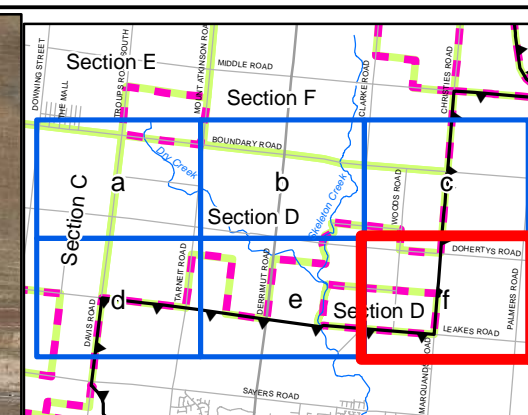 DOWNING STREET
THE MALL
Section E
TROUPS ROAD SOUTH
MOUNT ATKINSON ROAD
MIDDLE ROAD
Section F
CLARKE ROAD
CHRISTIES ROAD
BOUNDARY ROAD
Dry Creek
a
b
c
Section C
Section D
Skeleton Creek
WOODS ROAD
DOHERTYS ROAD
TARNEIT ROAD
DERRIMUT ROAD
PALMERS ROAD
d
e
Section D
f
DAVIS ROAD
LEAKES ROAD
SAYERS ROAD